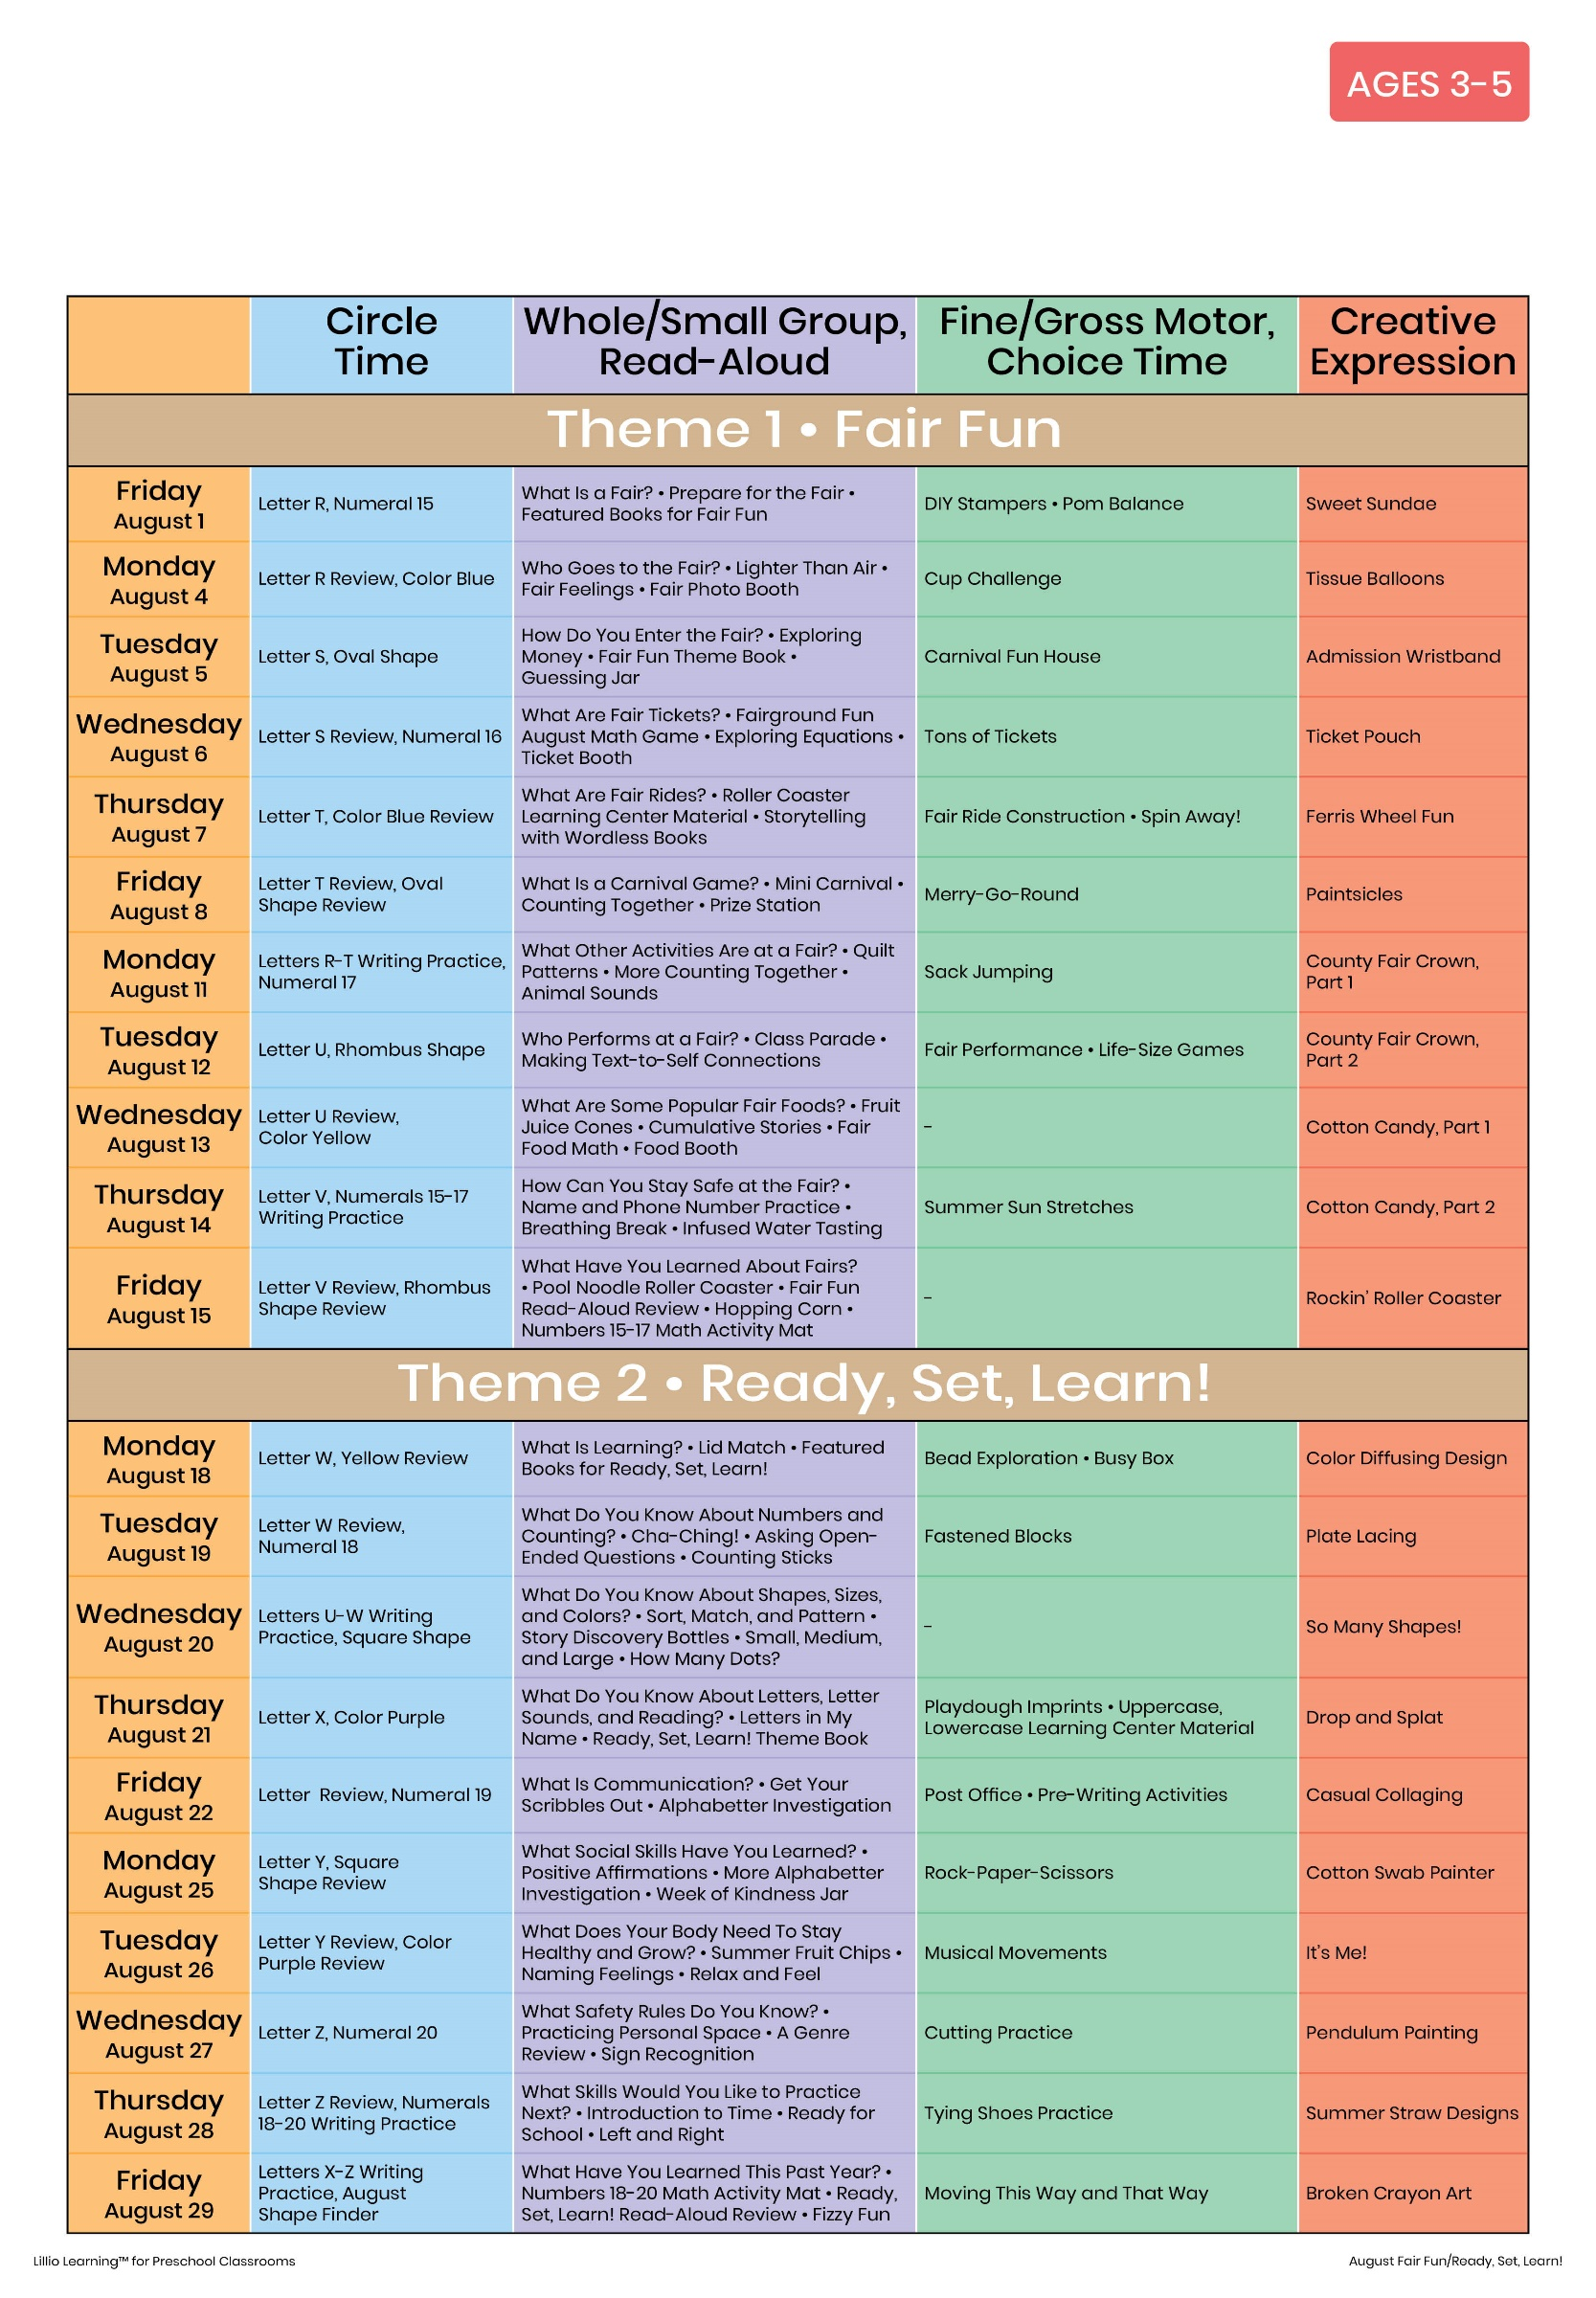 AGES 3-5
Circle
Time
Whole/Small Group,
Read-Aloud
Fine/Gross Motor,
Choice Time
Creative
Expression
Theme 1 • Fair Fun
Friday
August 1
Letter R, Numeral 15
What Is a Fair? • Prepare for the Fair •
Featured Books for Fair Fun
DIY Stampers • Pom Balance
Sweet Sundae
Monday
August 4
Letter R Review, Color Blue
Who Goes to the Fair? • Lighter Than Air •
Fair Feelings • Fair Photo Booth
Cup Challenge
Tissue Balloons
Tuesday
August 5
Letter S, Oval Shape
How Do You Enter the Fair? • Exploring
Money • Fair Fun Theme Book •
Guessing Jar
Carnival Fun House
Admission Wristband
Wednesday
August 6
Letter S Review, Numeral 16
What Are Fair Tickets? • Fairground Fun
August Math Game • Exploring Equations •
Ticket Booth
Tons of Tickets
Ticket Pouch
Thursday
August 7
Letter T, Color Blue Review
What Are Fair Rides? • Roller Coaster
Learning Center Material • Storytelling
with Wordless Books
Fair Ride Construction • Spin Away!
Ferris Wheel Fun
Friday
August 8
Letter T Review, Oval
Shape Review
What Is a Carnival Game? • Mini Carnival •
Counting Together • Prize Station
Merry-Go-Round
Paintsicles
Monday
August 11
Letters R-T Writing Practice,
Numeral 17
What Other Activities Are at a Fair? • Quilt
Patterns • More Counting Together •
Animal Sounds
Sack Jumping
County Fair Crown,
Part 1
Tuesday
August 12
Letter U, Rhombus Shape
Who Performs at a Fair? • Class Parade •
Making Text-to-Self Connections
Fair Performance • Life-Size Games
County Fair Crown,
Part 2
Wednesday
August 13
Letter U Review,
Color Yellow
What Are Some Popular Fair Foods? • Fruit
Juice Cones • Cumulative Stories • Fair
Food Math • Food Booth
-
Cotton Candy, Part 1
Thursday
August 14
Letter V, Numerals 15-17
Writing Practice
How Can You Stay Safe at the Fair? •
Name and Phone Number Practice •
Breathing Break • Infused Water Tasting
Summer Sun Stretches
Cotton Candy, Part 2
Friday
August 15
Letter V Review, Rhombus
Shape Review
What Have You Learned About Fairs?
• Pool Noodle Roller Coaster • Fair Fun
Read-Aloud Review • Hopping Corn •
Numbers 15-17 Math Activity Mat
-
Rockin' Roller Coaster
Theme 2 • Ready, Set, Learn!
Monday
August 18
Letter W, Yellow Review
What Is Learning? • Lid Match • Featured
Books for Ready, Set, Learn!
Bead Exploration • Busy Box
Color Diffusing Design
Tuesday
August 19
Letter W Review,
Numeral 18
What Do You Know About Numbers and
Counting? • Cha-Ching! • Asking Open-
Ended Questions • Counting Sticks
Fastened Blocks
Plate Lacing
Wednesday
August 20
Letters U-W Writing
Practice, Square Shape
What Do You Know About Shapes, Sizes,
and Colors? • Sort, Match, and Pattern •
Story Discovery Bottles • Small, Medium,
and Large • How Many Dots?
-
So Many Shapes!
Thursday
August 21
Letter X, Color Purple
What Do You Know About Letters, Letter
Sounds, and Reading? • Letters in My
Name • Ready, Set, Learn! Theme Book
Playdough Imprints • Uppercase,
Lowercase Learning Center Material
Drop and Splat
Friday
August 22
Letter  Review, Numeral 19
What Is Communication? • Get Your
Scribbles Out • Alphabetter Investigation
Post Office • Pre-Writing Activities
Casual Collaging
Monday
August 25
Letter Y, Square
Shape Review
What Social Skills Have You Learned? •
Positive Affirmations • More Alphabetter
Investigation • Week of Kindness Jar
Rock-Paper-Scissors
Cotton Swab Painter
Tuesday
August 26
Letter Y Review, Color
Purple Review
What Does Your Body Need To Stay
Healthy and Grow? • Summer Fruit Chips •
Naming Feelings • Relax and Feel
Musical Movements
It's Me!
Wednesday
August 27
Letter Z, Numeral 20
What Safety Rules Do You Know? •
Practicing Personal Space • A Genre
Review • Sign Recognition
Cutting Practice
Pendulum Painting
Thursday
August 28
Letter Z Review, Numerals
18-20 Writing Practice
What Skills Would You Like to Practice
Next? • Introduction to Time • Ready for
School • Left and Right
Tying Shoes Practice
Summer Straw Designs
Friday
August 29
Letters X-Z Writing
Practice, August
Shape Finder
What Have You Learned This Past Year? •
Numbers 18-20 Math Activity Mat • Ready,
Set, Learn! Read-Aloud Review • Fizzy Fun
Moving This Way and That Way
Broken Crayon Art
Lillio Learning™ for Preschool Classrooms
August Fair Fun/Ready, Set, Learn!